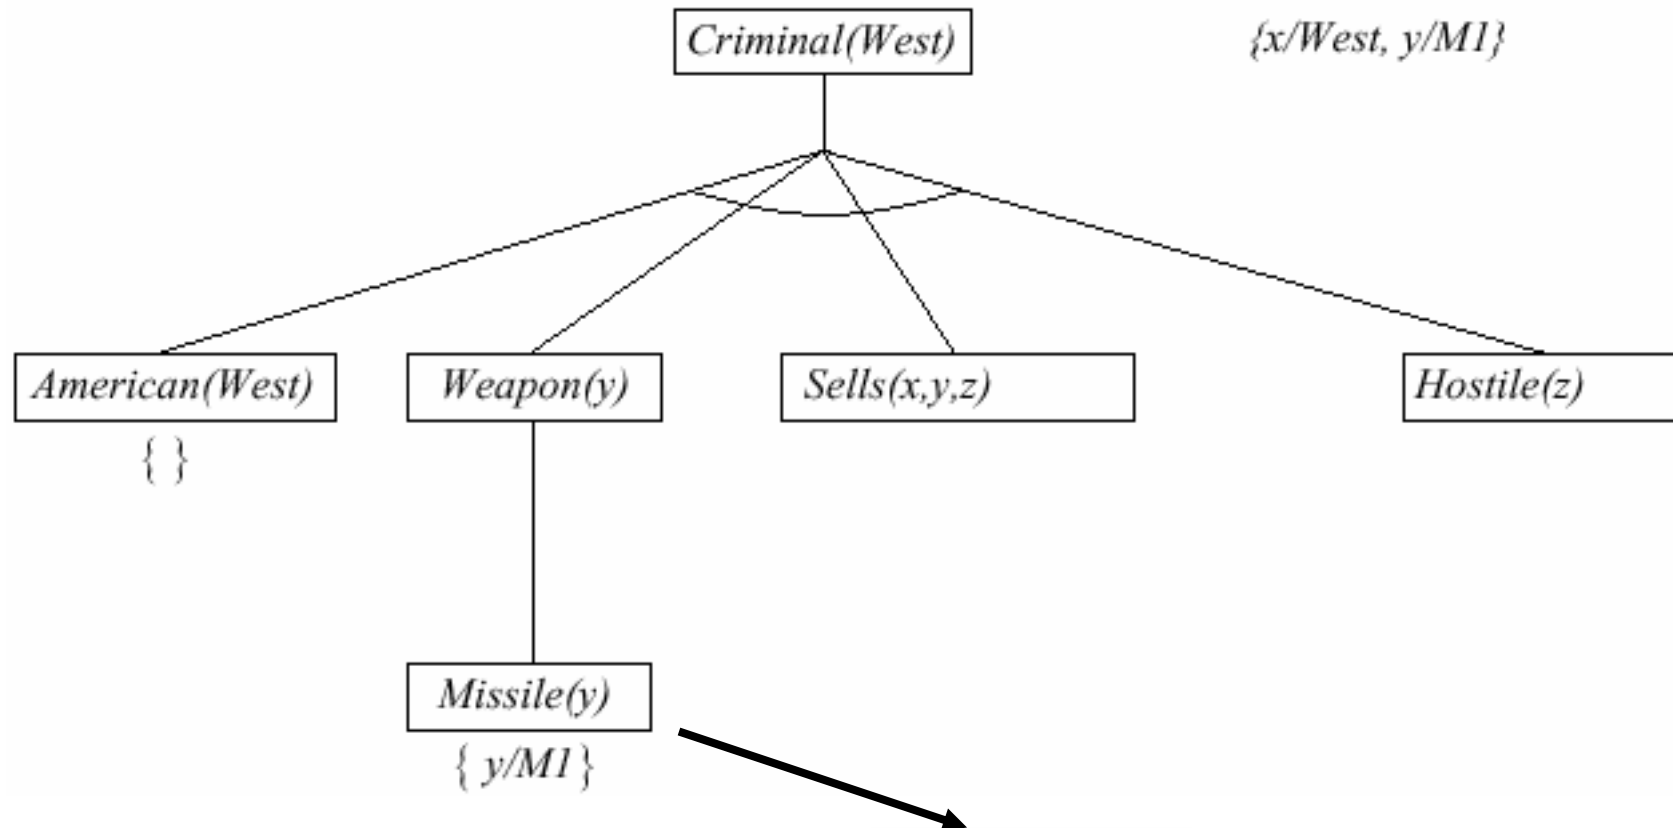 Criminal(West)
{x/West, y/M1}
American(West)
Weapon(y)
Sells(x,y,z)
Hostile(z)
{ }
Missile(y)
{ y/M1 }